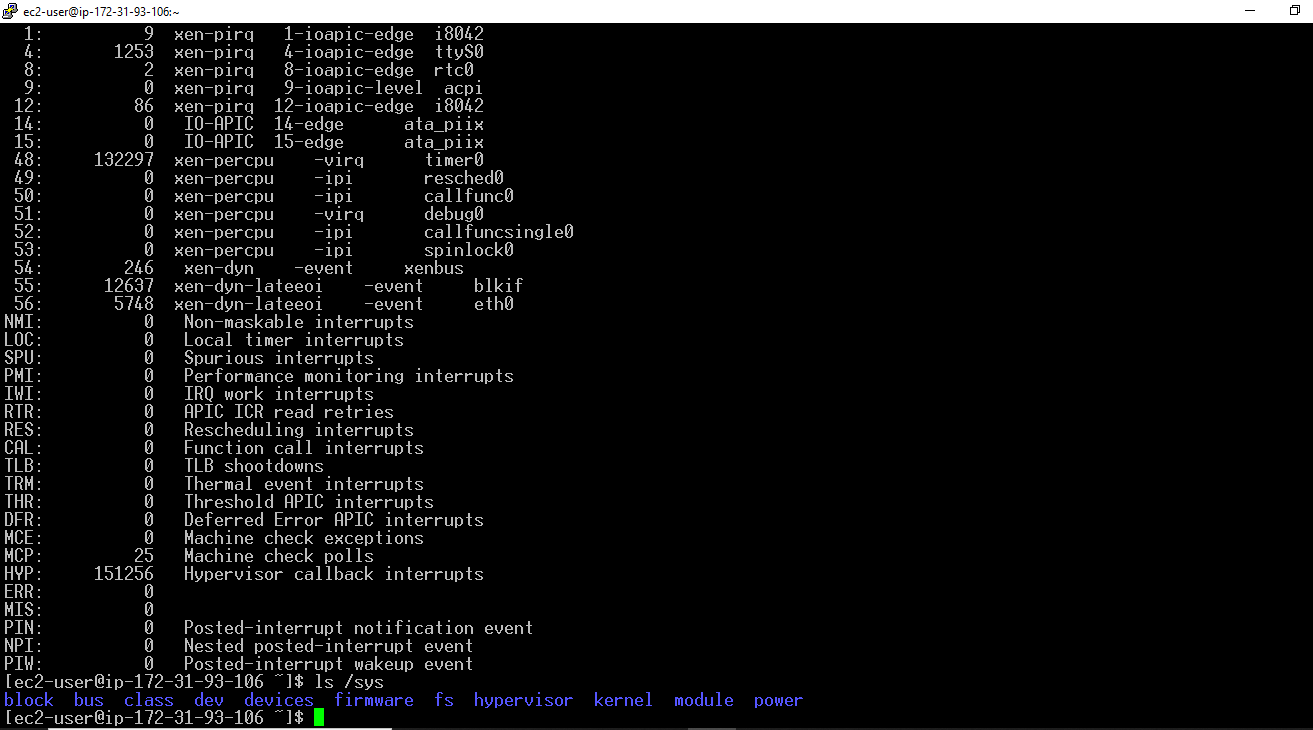 ec2-user@ip-172-31-93-106:~
  1:          9  xen-pirq   1-ioapic-edge  i8042
  4:       1253  xen-pirq   4-ioapic-edge  ttyS0
  8:          2  xen-pirq   8-ioapic-edge  rtc0
  9:          0  xen-pirq   9-ioapic-level  acpi
 12:         86  xen-pirq  12-ioapic-edge  i8042
 14:          0   IO-APIC  14-edge      ata_piix
 15:          0   IO-APIC  15-edge      ata_piix
 48:     132297  xen-percpu    -virq      timer0
 49:          0  xen-percpu    -ipi       resched0
 50:          0  xen-percpu    -ipi       callfunc0
 51:          0  xen-percpu    -virq      debug0
 52:          0  xen-percpu    -ipi       callfuncsingle0
 53:          0  xen-percpu    -ipi       spinlock0
 54:        246   xen-dyn    -event     xenbus
 55:      12637  xen-dyn-lateeoi    -event     blkif
 56:       5748  xen-dyn-lateeoi    -event     eth0
NMI:          0   Non-maskable interrupts
LOC:          0   Local timer interrupts
SPU:          0   Spurious interrupts
PMI:          0   Performance monitoring interrupts
IWI:          0   IRQ work interrupts
RTR:          0   APIC ICR read retries
RES:          0   Rescheduling interrupts
CAL:          0   Function call interrupts
TLB:          0   TLB shootdowns
TRM:          0   Thermal event interrupts
THR:          0   Threshold APIC interrupts
DFR:          0   Deferred Error APIC interrupts
MCE:          0   Machine check exceptions
MCP:         25   Machine check polls
HYP:     151256   Hypervisor callback interrupts
ERR:          0
MIS:          0
PIN:          0   Posted-interrupt notification event
NPI:          0   Nested posted-interrupt event
PIW:          0   Posted-interrupt wakeup event
[ec2-user@ip-172-31-93-106 ~]$ ls /sys
block  bus  class  dev  devices  firmware  fs  hypervisor  kernel  module  power
[ec2-user@ip-172-31-93-106 ~]$